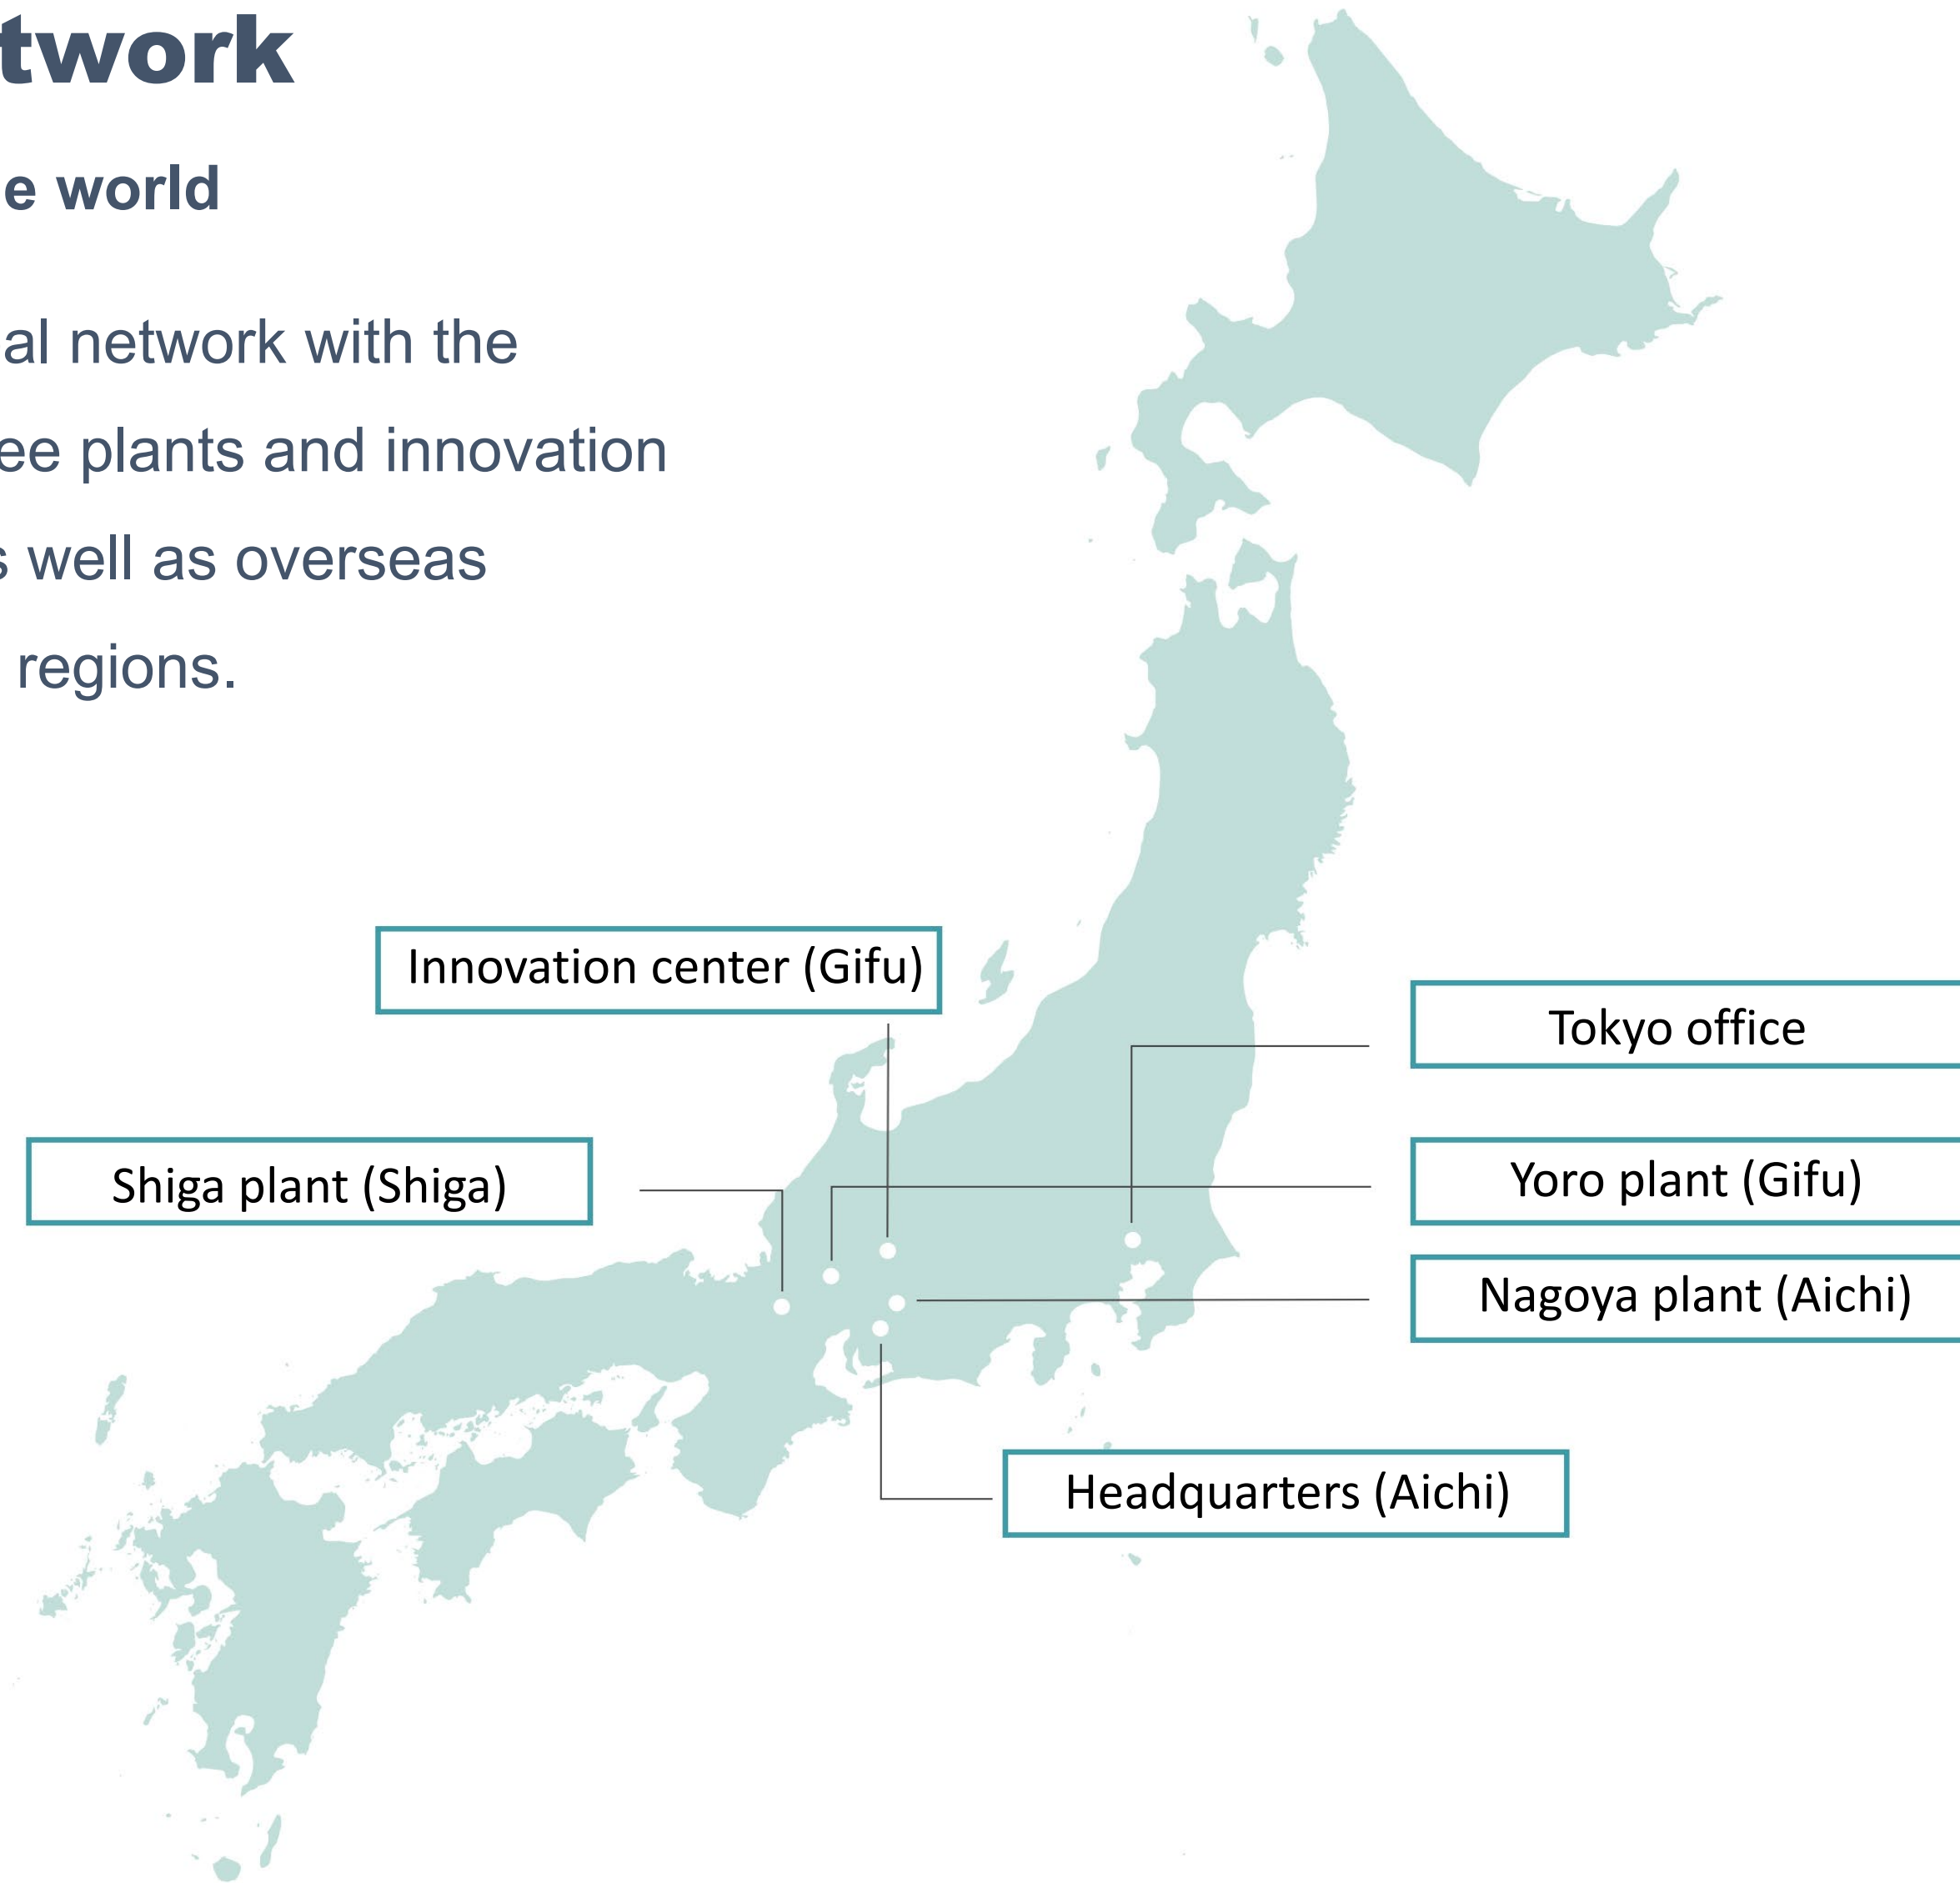 twork
e world
al network with the
ee plants and innovation
s well as overseas
regions.
Innovation center (Gifu)
Tokyo office
Shiga plant (Shiga)
Yoro plant (Gifu)
Nagoya plant (Aichi)
Headquarters (Aichi)